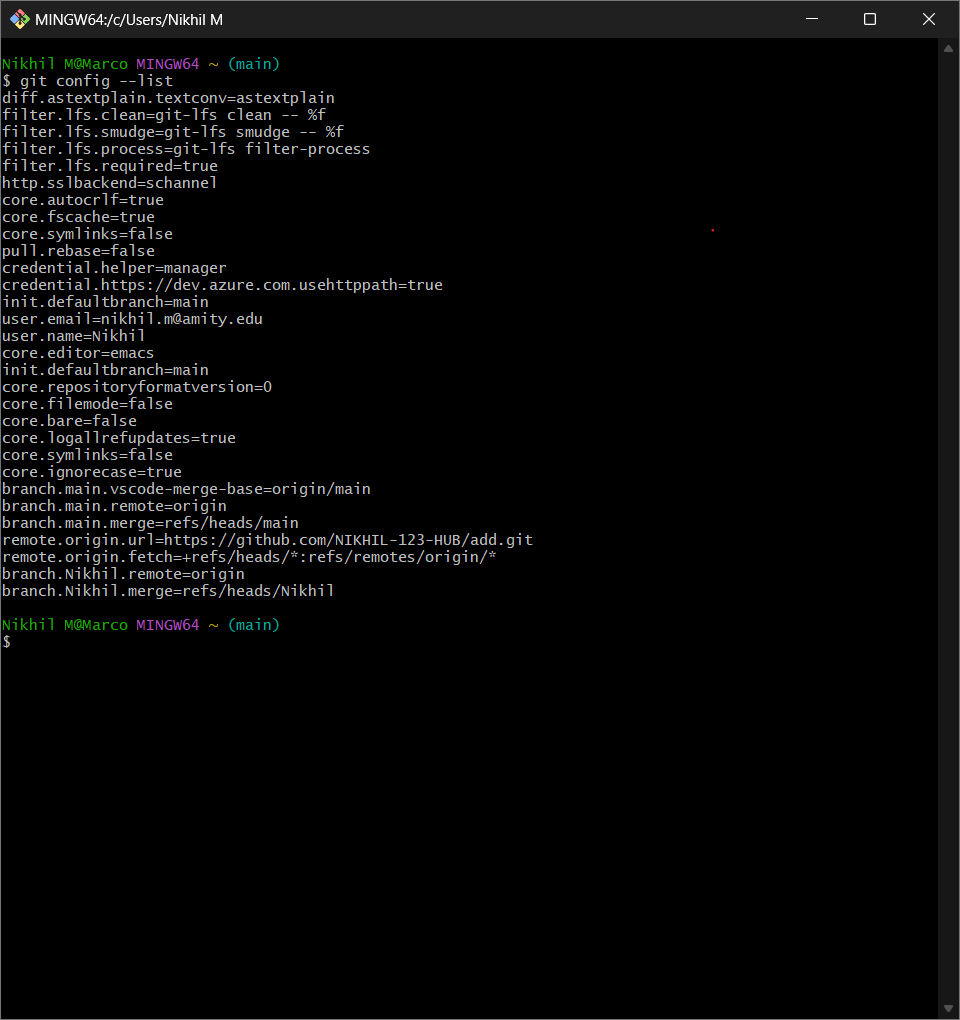 MINGW64:/c/Users/Nikhil M
Nikhil M@Marco MINGW64 ~ (main)
$ git config --list
diff.astextplain.textconv=astextplain
filter.lfs.clean=git-lfs clean -- %f
filter.lfs.smudge=git-lfs smudge -- %f
filter.lfs.process=git-lfs filter-process
filter.lfs.required=true
http.sslbackend=schannel
core.autocrlf=true
core.fscache=true
core.symlinks=false
pull.rebase=false
credential.helper=manager
credential.https://dev.azure.com.usehttppath=true
init.defaultbranch=main
user.email=nikhil.m@amity.edu
user.name=Nikhil
core.editor=emacs
init.defaultbranch=main
core.repositoryformatversion=0
core.filemode=false
core.bare=false
core.logallrefupdates=true
core.symlinks=false
core.ignorecase=true
branch.main.vscode-merge-base=origin/main
branch.main.remote=origin
branch.main.merge=refs/heads/main
remote.origin.url=https://github.com/NIKHIL-123-HUB/add.git
remote.origin.fetch=+refs/heads/*:refs/remotes/origin/*
branch.Nikhil.remote=origin
branch.Nikhil.merge=refs/heads/Nikhil
Nikhil M@Marco MINGW64 ~ (main)
$